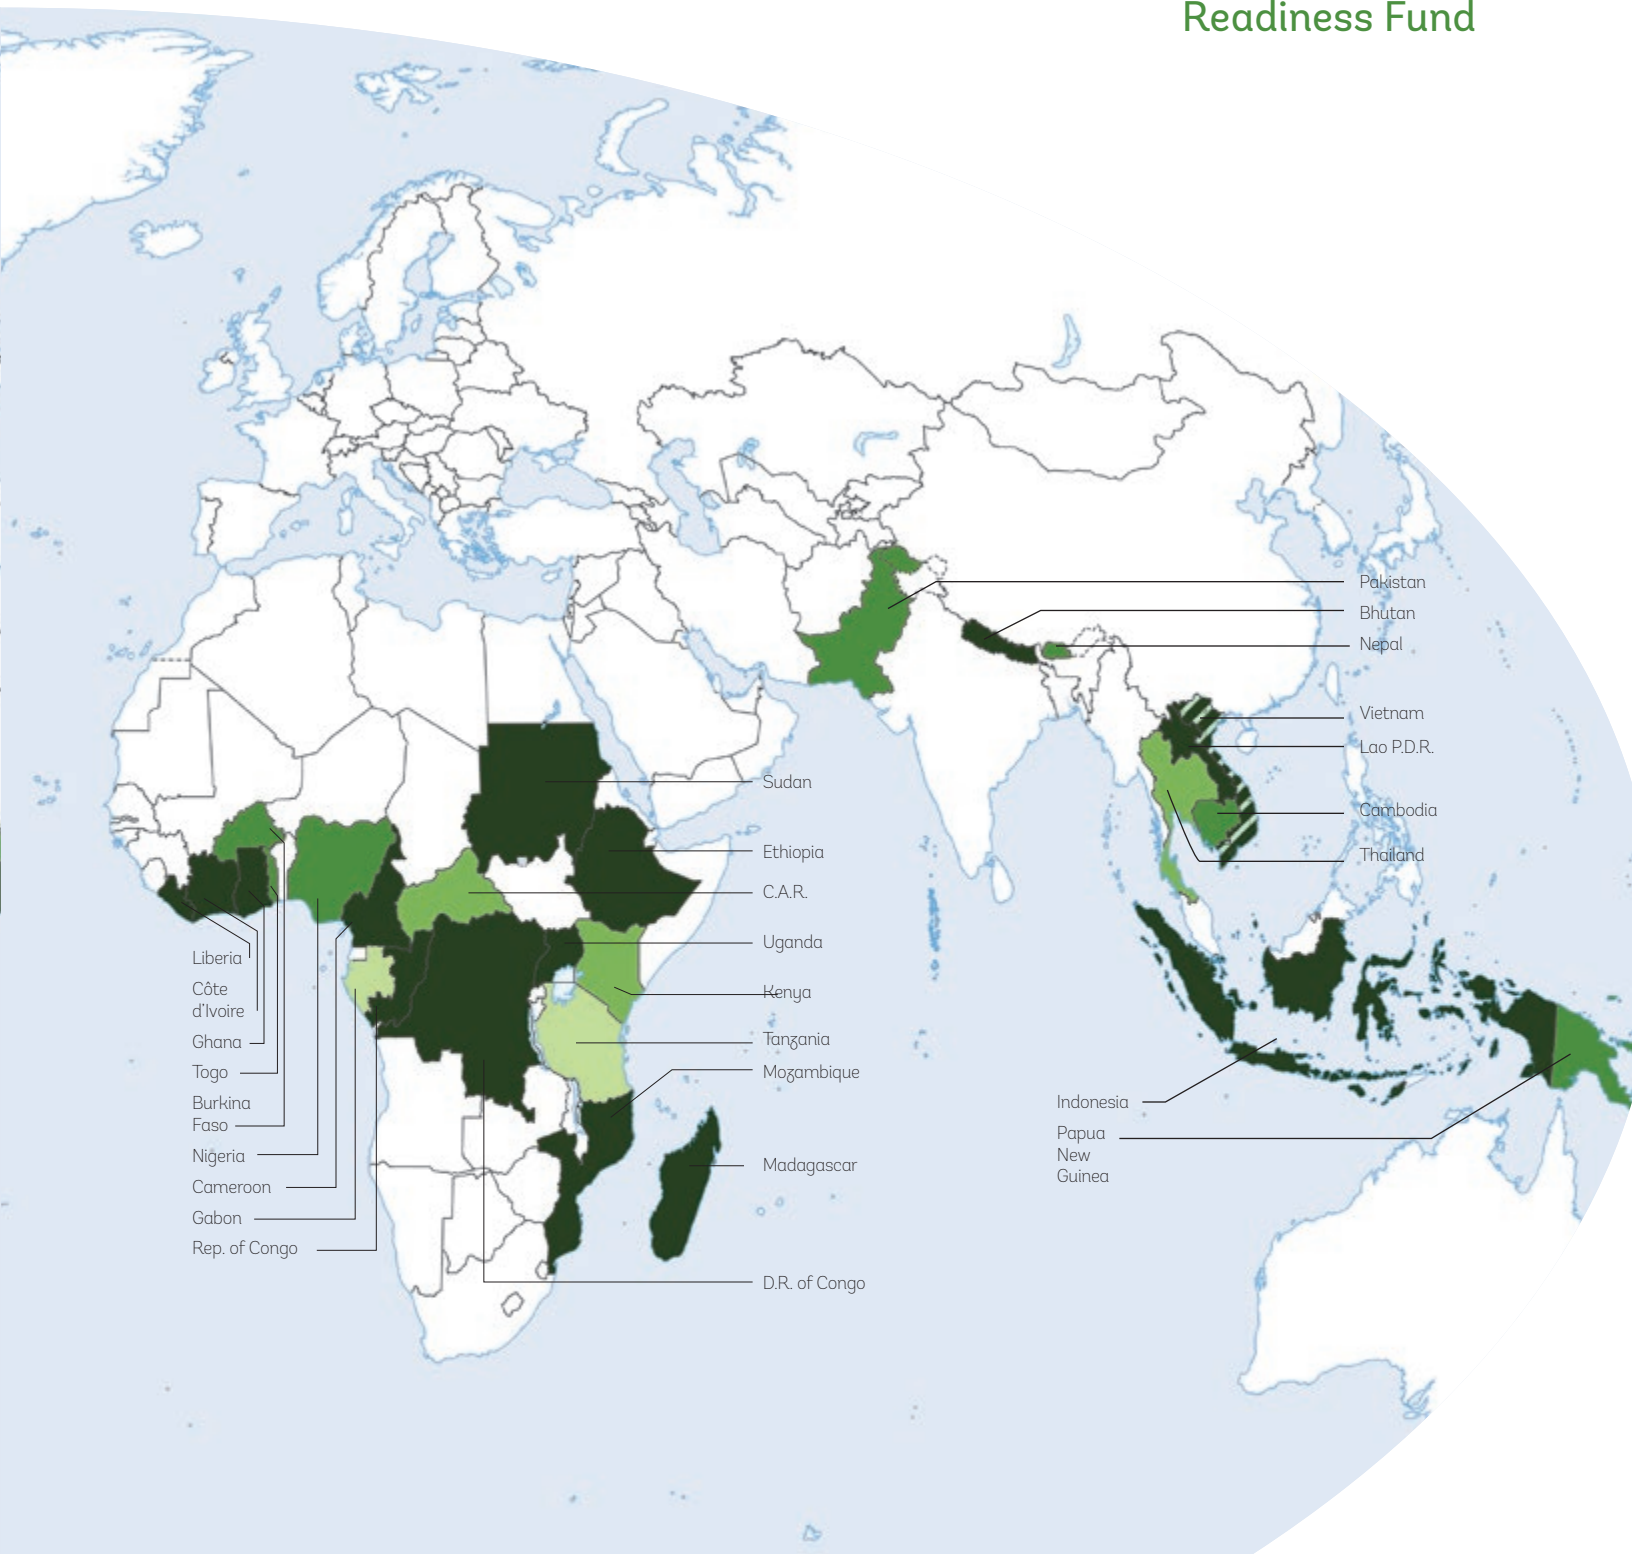 Readiness Fund
Pakistan
Bhutan
Nepal
Vietnam
Lao P.D.R.
Cambodia
Thailand
Sudan
Ethiopia
C.A.R.
Uganda
Kenya
Tanzania
Mozambique
Madagascar
D.R. of Congo
Liberia
Côte
d'Ivoire
Ghana
Togo
Burkina
Faso
Nigeria
Cameroon
Gabon
Rep. of Congo
Indonesia
Papua
New
Guinea